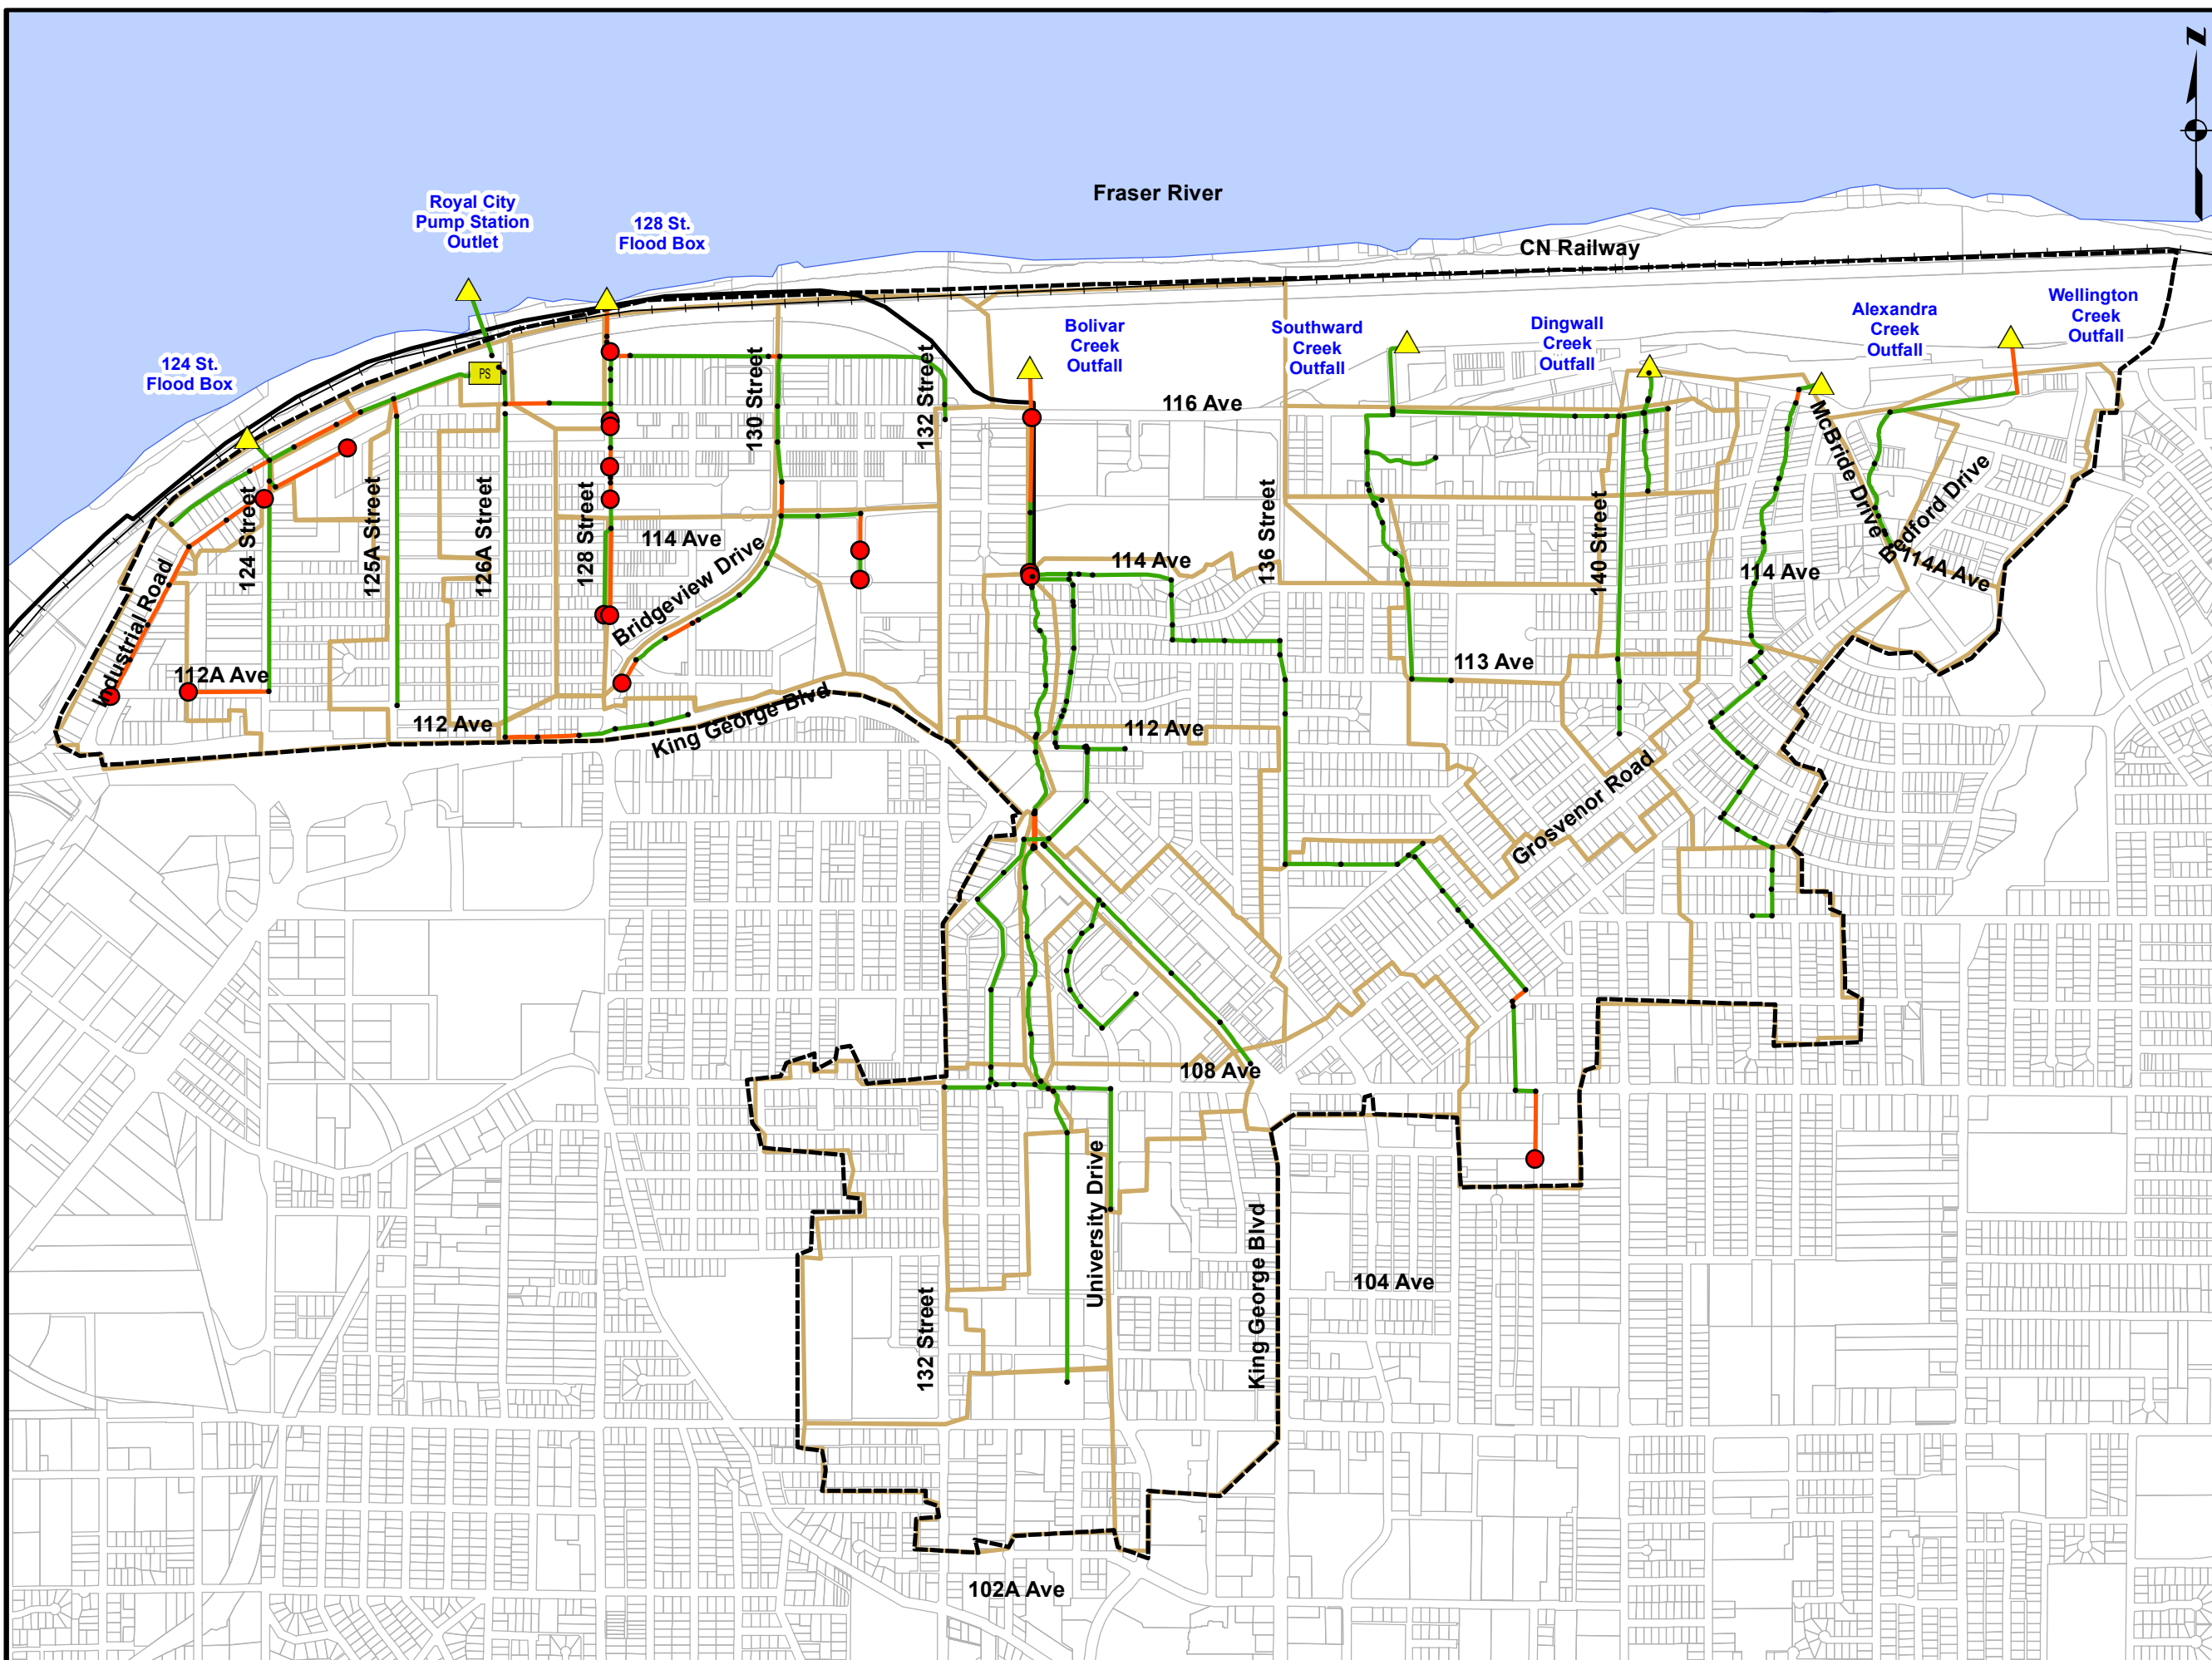 N
Fraser River
Royal City
Pump Station
Outlet
128 St.
Flood Box
CN Railway
124 St.
Flood Box
Bolivar
Creek
Outfall
Southward
Creek
Outfall
Dingwall
Creek
Outfall
Alexandra
Creek
Outfall
Wellington
Creek
Outfall
PS
116 Ave
132 Street
130 Street
McBride Drive
Bedford Drive
124 Street
125A Street
126A Street
128 Street
114 Ave
Bridgeview Drive
114 Ave
136 Street
140 Street
114 Ave
114A Ave
Industrial Road
112A Ave
113 Ave
112 Ave
King George Blvd
112 Ave
Grosvenor Road
108 Ave
University Drive
King George Blvd
104 Ave
132 Street
102A Ave